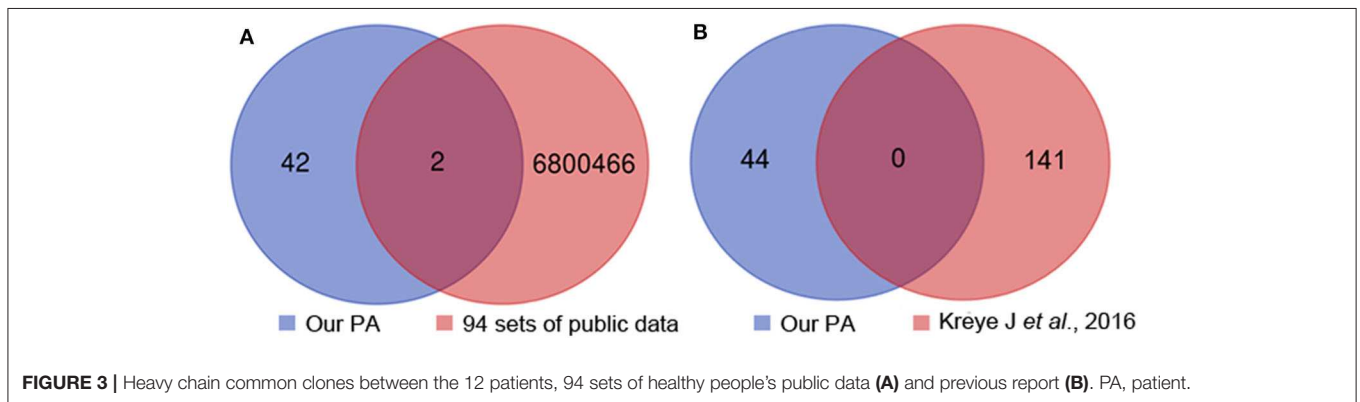 A
42
2
6800466
Our PA
94 sets of public data
B
44
0
141
Our PA
Kreye J et al., 2016
FIGURE 3 | Heavy chain common clones between the 12 patients, 94 sets of healthy people's public data (A) and previous report (B). PA, patient.